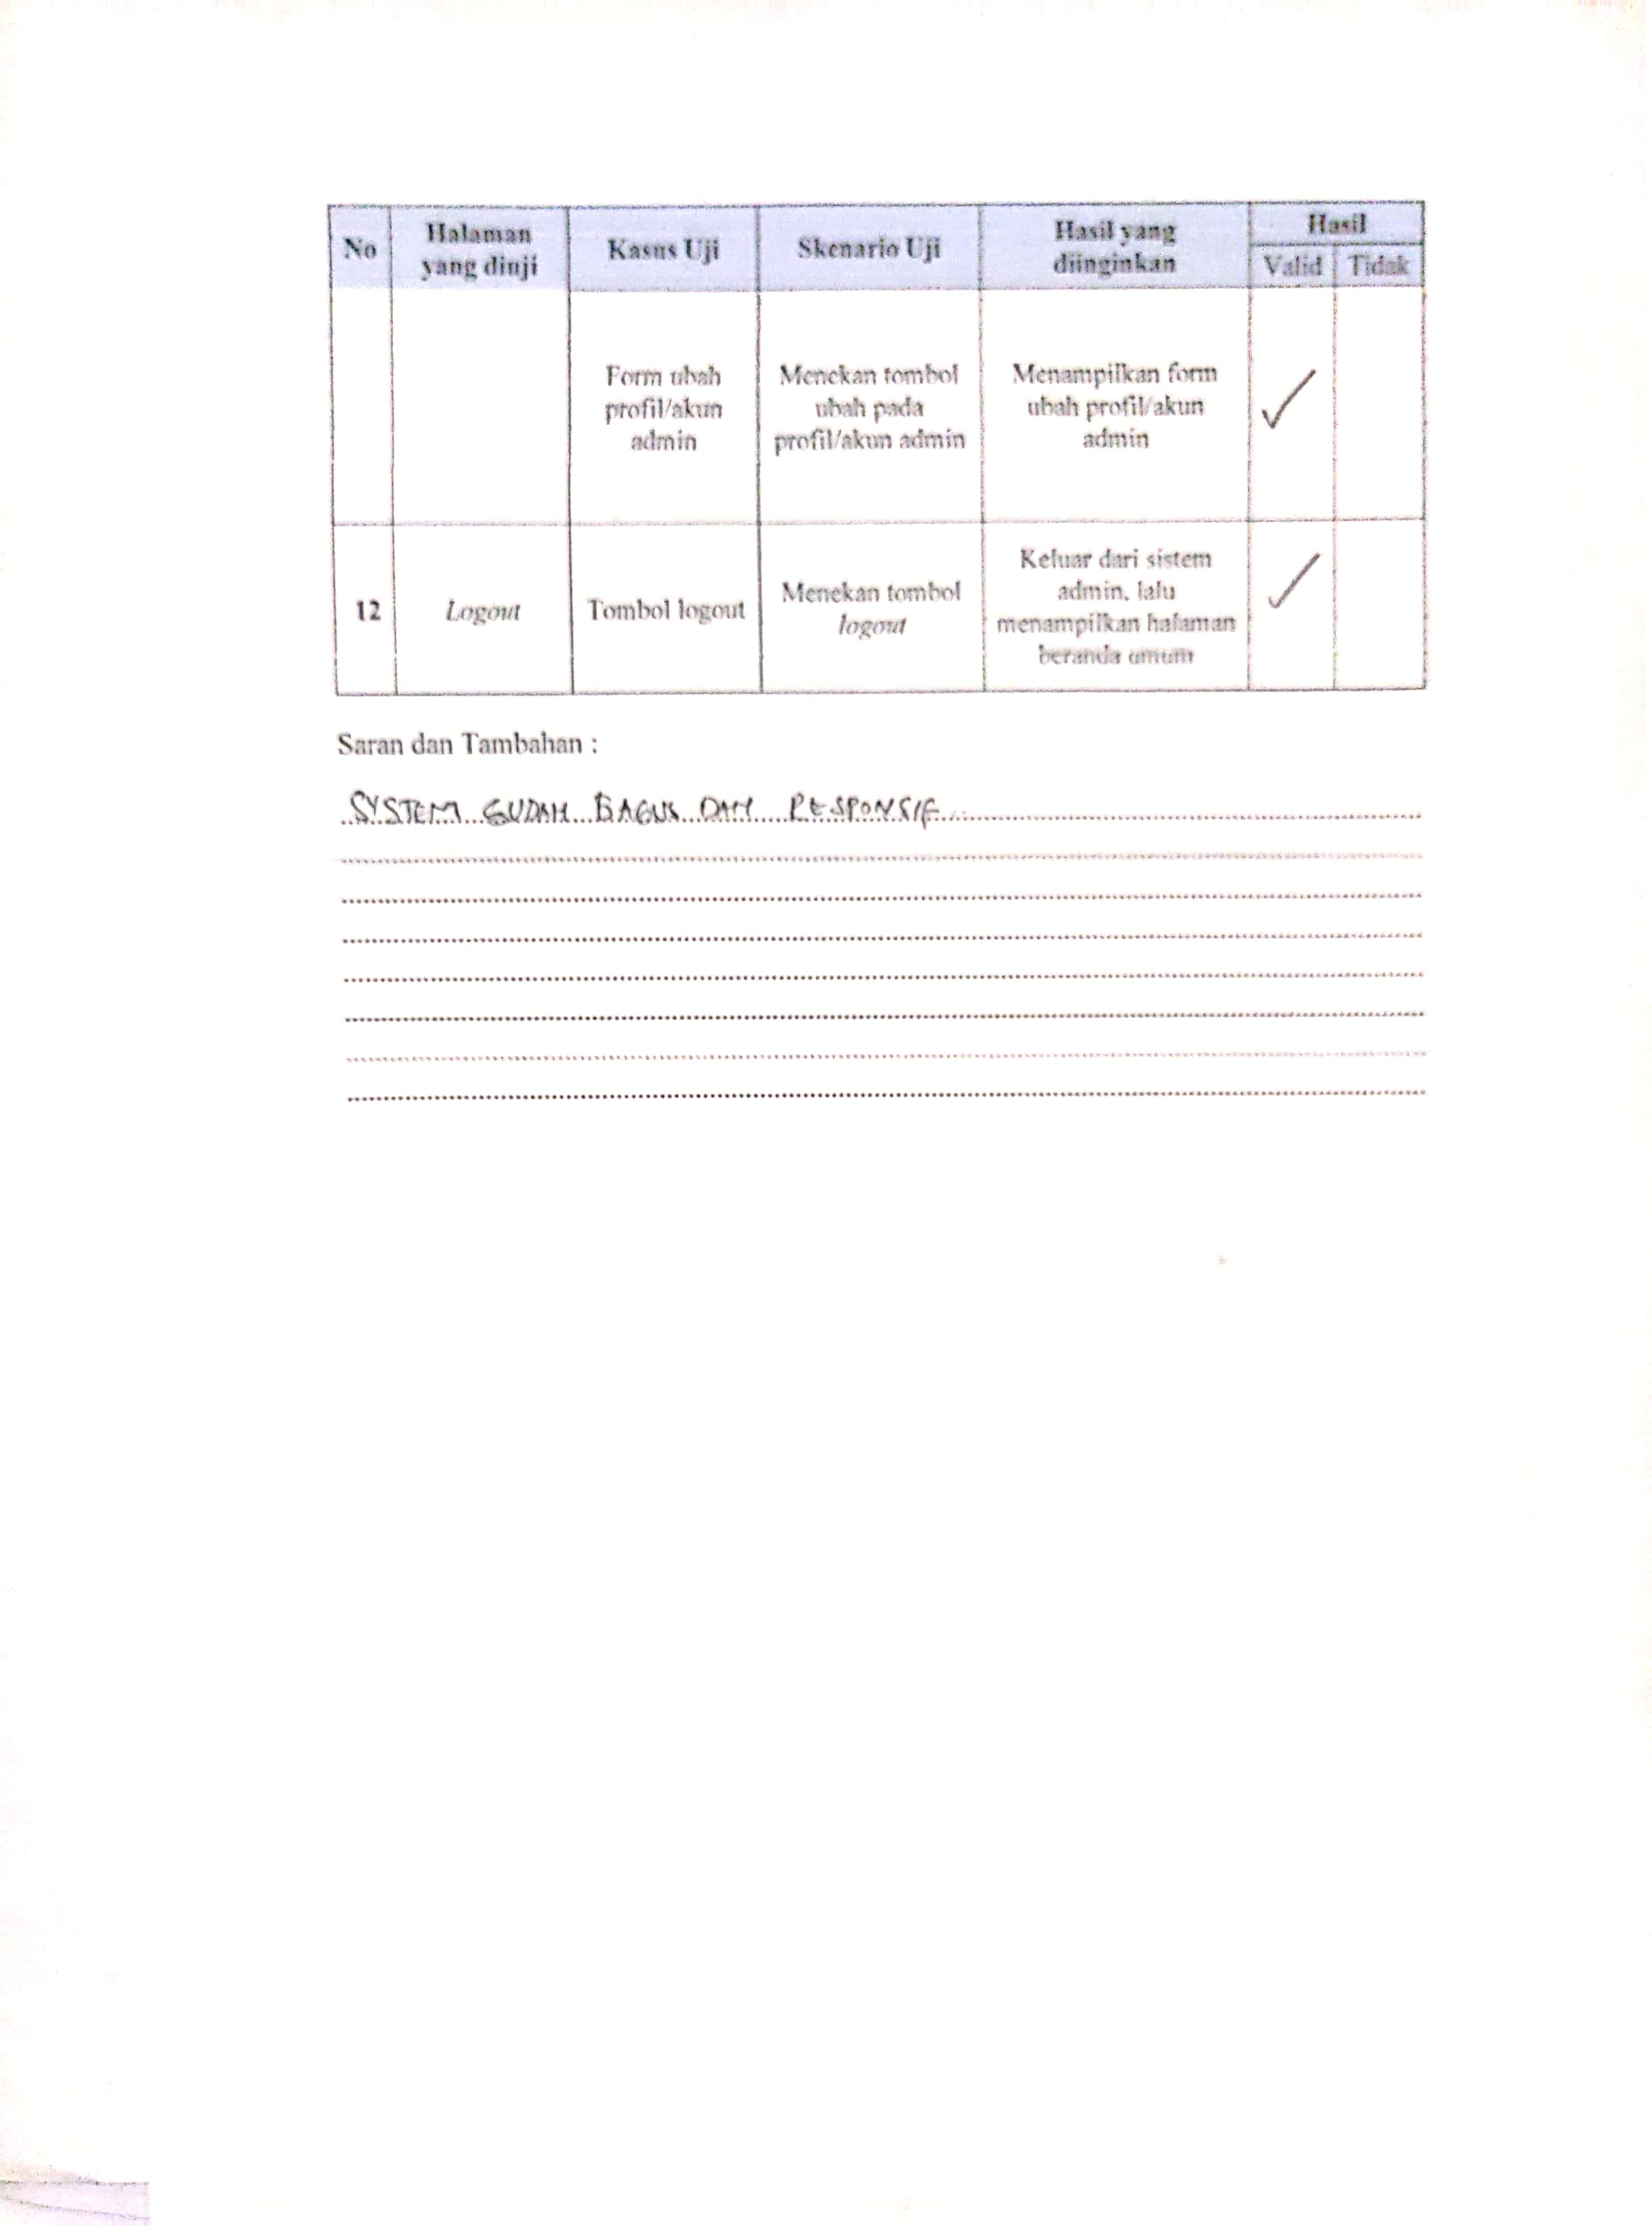 No
Halaman
yang diuji
Kasus Uji
Skenario Uji
Hasil yang
diinginkan
Hasil
Valid
Tidak
Form ubah
profil/akun
admin
Menekan tombol
ubah pada
profil/akun admin
Menampilkan form
ubah profil/akun
admin
✓
12
Logout
Tombol logout
Menekan tombol
logout
Keluar dari sistem
admin, lalu
menampilkan halaman
beranda umum
✓
Saran dan Tambahan :
SYSTEM SUDAH BAGUS DAN RESPONSIF